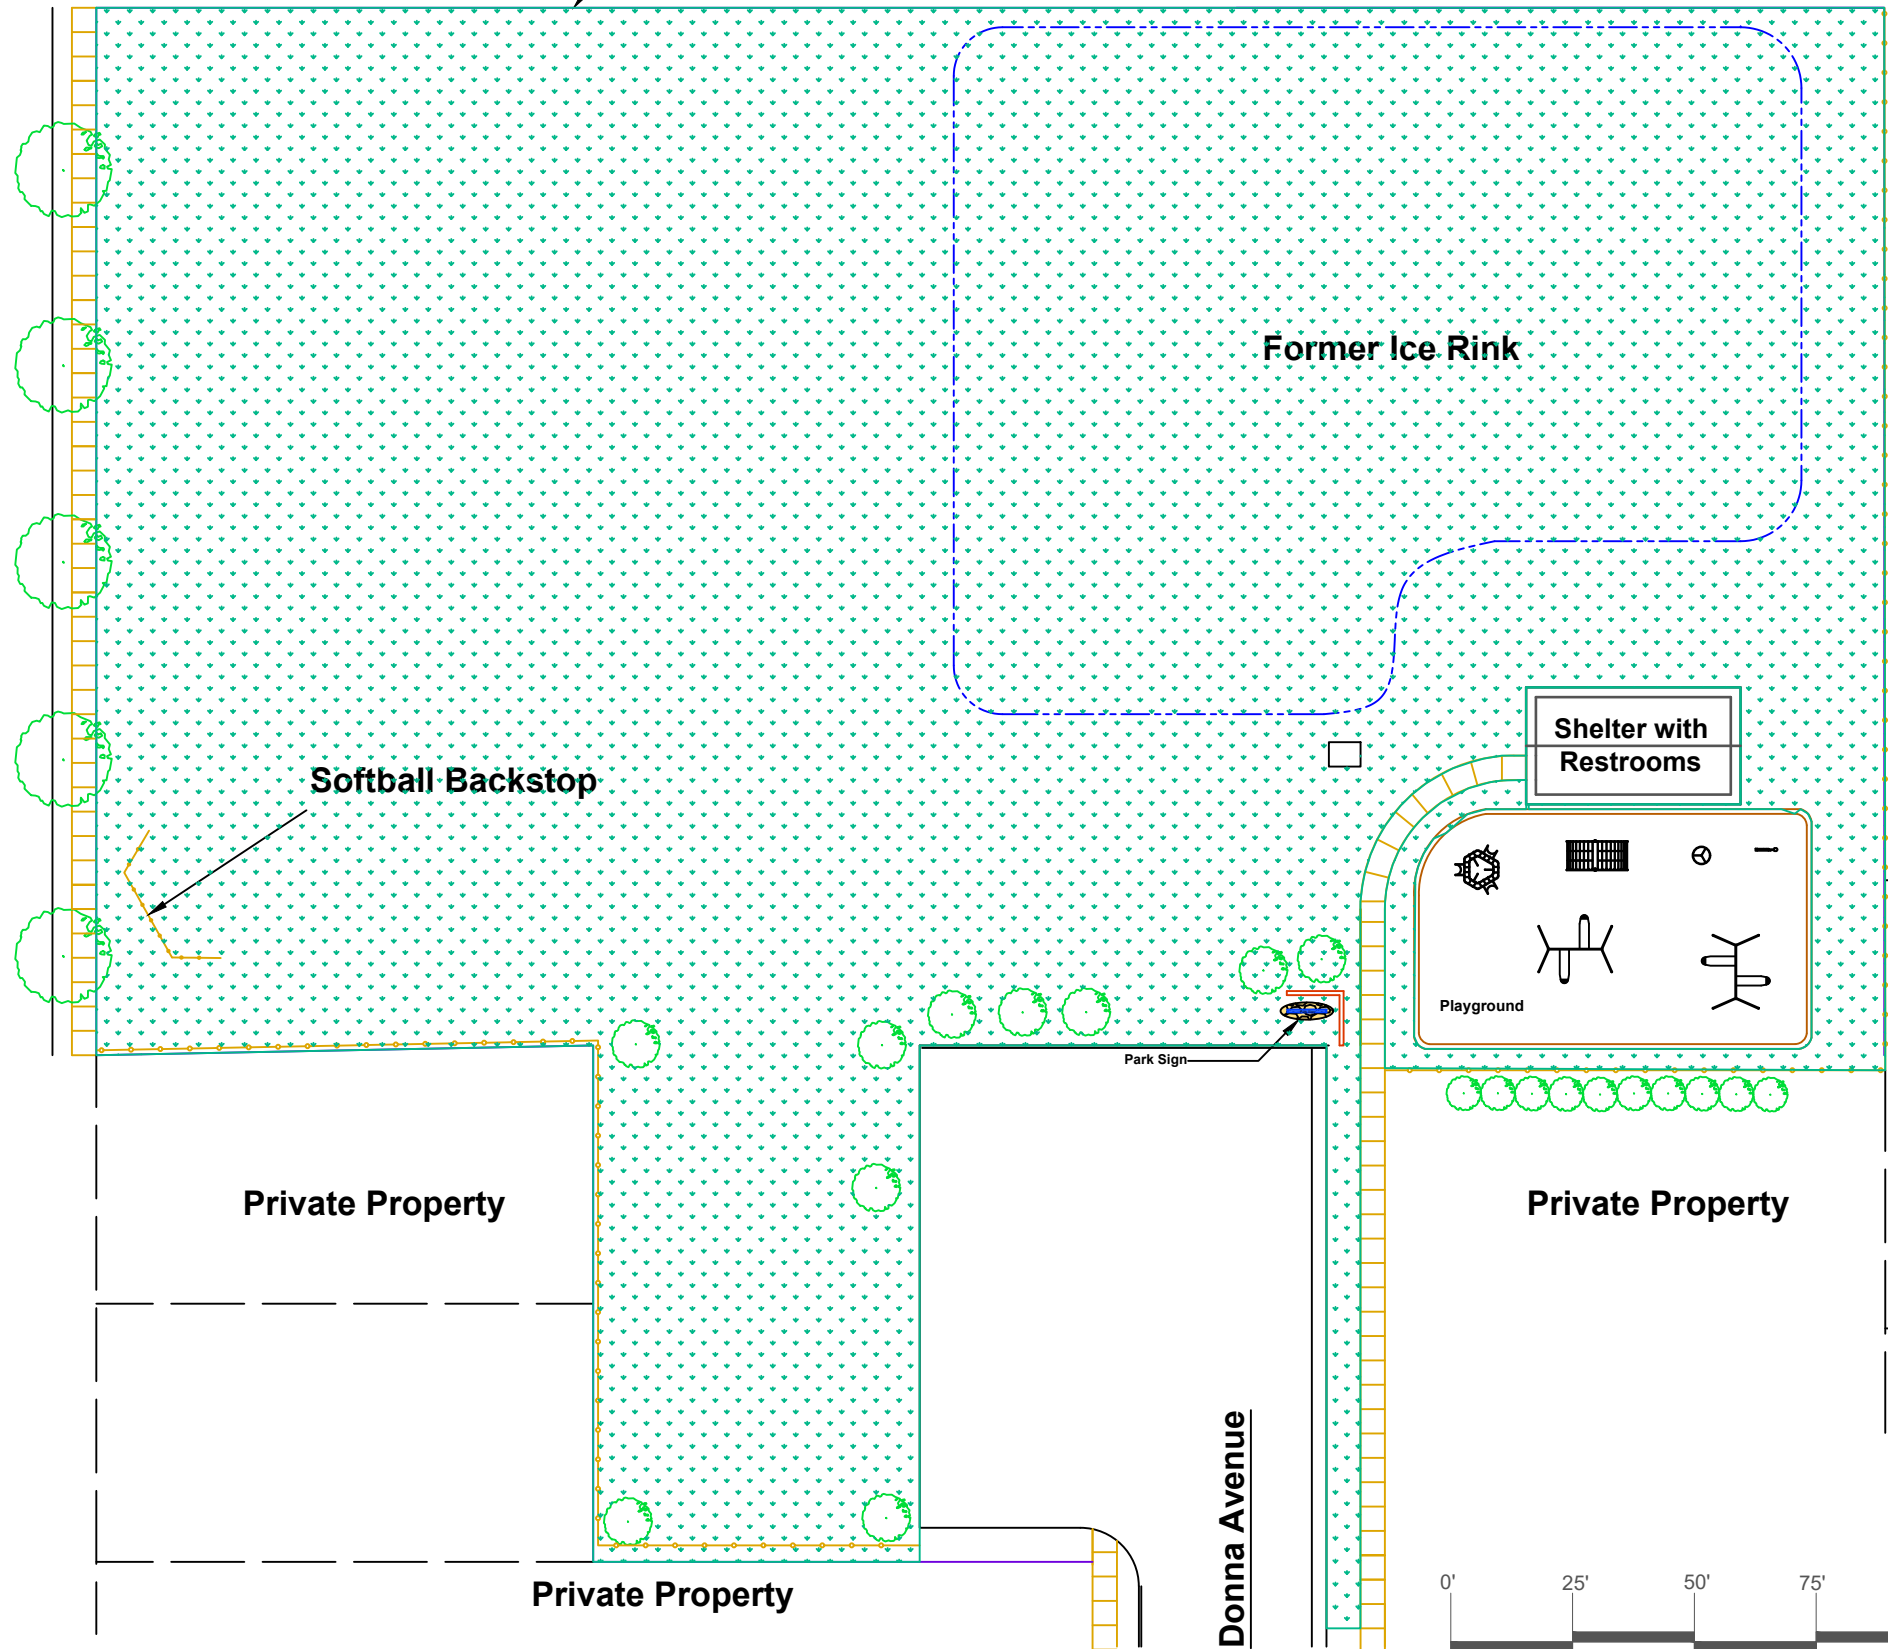 Former Ice Rink
Shelter with
Restrooms
Softball Backstop
Playground
Park Sign
Private Property
Private Property
Donna Avenue
Private Property
0' 25' 50' 75'